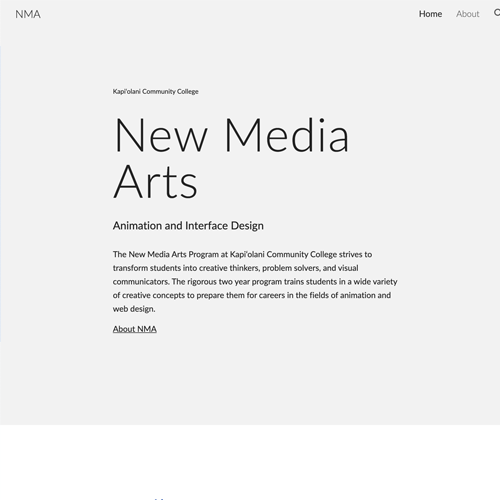 NMA
Home About
Kapi'olani Community College
New Media
Arts
Animation and Interface Design
The New Media Arts Program at Kapi'olani Community College strives to
transform students into creative thinkers, problem solvers, and visual
communicators. The rigorous two year program trains students in a wide variety
of creative concepts to prepare them for careers in the fields of animation and
web design.
About NMA